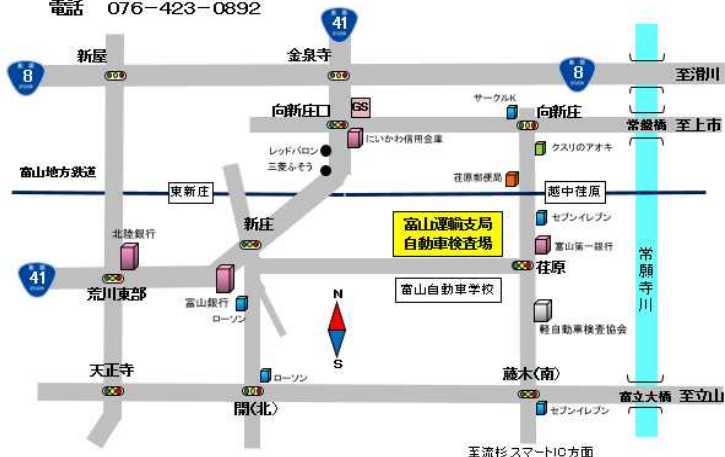 電話　076－423－0892
41
新屋
金泉寺
8
8
至滑川
サークルK
向新庄口
GS
向新庄
常盤橋 至上市
にいかわ信用金庫
クスリのアオキ
レッドバロン
三菱ふそう
富山地方鉄道
荏原郵便局
東新庄
越中荏原
新庄
富山運輸支局
自動車検査場
セブンイレブン
北陸銀行
富山第一銀行
常願寺川
41
荒川東部
荏原
富山銀行
富山自動車学校
ローソン
N
軽自動車検査協会
S
天正寺
ローソン
藤木(南)
開(北)
富立大橋 至立山
セブンイレブン
至流杉スマートIC方面